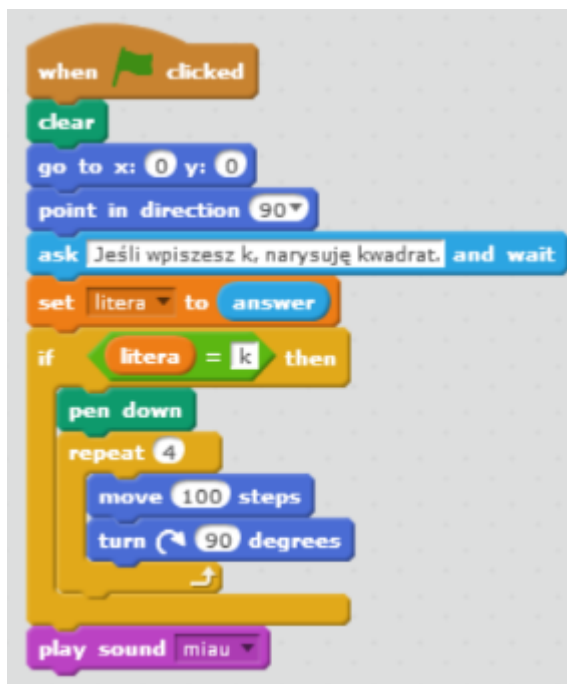 when clicked
clear
go to x: 0 y: 0
point in direction 90
ask Jeśli wpiszesz k, narysuję kwadrat. and wait
set litera to answer
if litera = k then
pen down
repeat 4
move 100 steps
turn 90 degrees
play sound miau